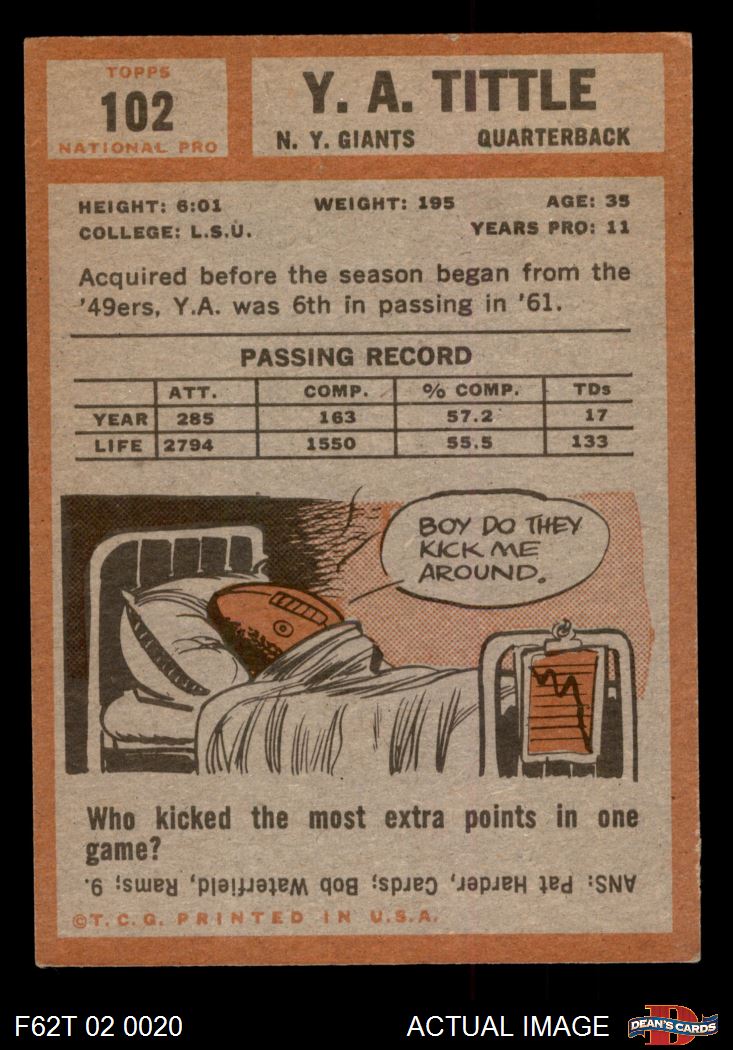 TOPPS
102
NATIONAL PRO
Y. A. TITTLE
N. Y. GIANTS QUARTERBACK
HEIGHT: 6:01 WEIGHT: 195 AGE: 35
COLLEGE: L.S.U. YEARS PRO: 11
Acquired before the season began from the
'49ers, Y.A. was 6th in passing in '61.
PASSING RECORD
ATT. COMP. % COMP. TDs
YEAR 285 163 57.2 17
LIFE 2794 1550 55.5 133
BOY DO THEY
KICK ME
AROUND.
Who kicked the most extra points in one
game?
ANS: Pat Harder, Cards; Bob Waterfield, Rams; 9.
©T.C.G. PRINTED IN U.S.A.
F62T 02 0020 ACTUAL IMAGE D DEAN'S CARDS